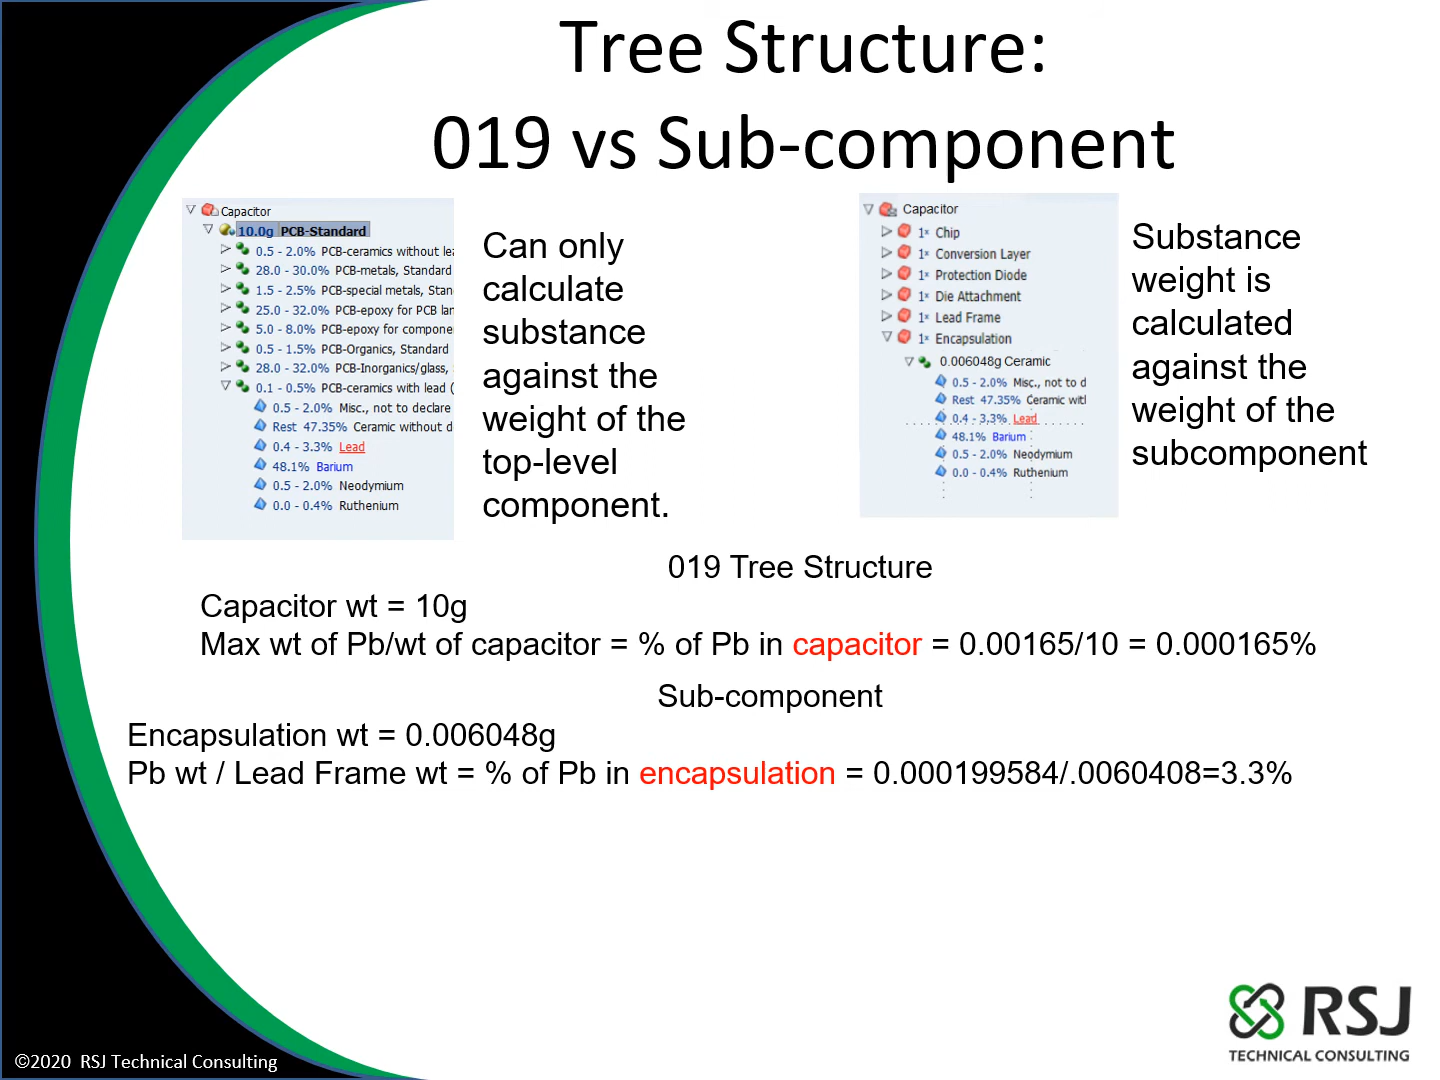 Tree Structure:
019 vs Sub-component
Capacitor
10.0g PCB-Standard
0.5 - 2.0% PCB-ceramics without
28.0 - 30.0% PCB-metals, Standard
1.5 - 2.5% PCB-special metals,
25.0 - 32.0% PCB-epoxy for PCB
5.0 - 8.0% PCB-epoxy for
0.5 - 1.5% PCB-Organics, Standard
28.0 - 32.0% PCB-Inorganics/glass,
0.1 - 0.5% PCB-ceramics with lead (
0.5 - 2.0% Misc., not to declare
Rest 47.35% Ceramic without
0.4 - 3.3% Lead
48.1% Barium
0.5 - 2.0% Neodymium
0.0 - 0.4% Ruthenium
Can only
calculate
substance
against the
weight of the
top-level
component.
Capacitor
1x Chip
1x Conversion Layer
1x Protection Diode
1x Die Attachment
1x Lead Frame
1x Encapsulation
0.006048g Ceramic
0.5 - 2.0% Misc., not to d
Rest 47.35% Ceramic
0.4 - 3.3% Lead
48.1% Barium
0.5 - 2.0% Neodymium
0.0 - 0.4% Ruthenium
Substance
weight is
calculated
against the
weight of the
subcomponent
019 Tree Structure
Capacitor wt = 10g
Max wt of Pb/wt of capacitor = % of Pb in capacitor = 0.00165/10 = 0.000165%
Sub-component
Encapsulation wt = 0.006048g
Pb wt / Lead Frame wt = % of Pb in encapsulation = 0.000199584/.0060408=3.3%
RSJ
TECHNICAL CONSULTING
©2020 RSJ Technical Consulting